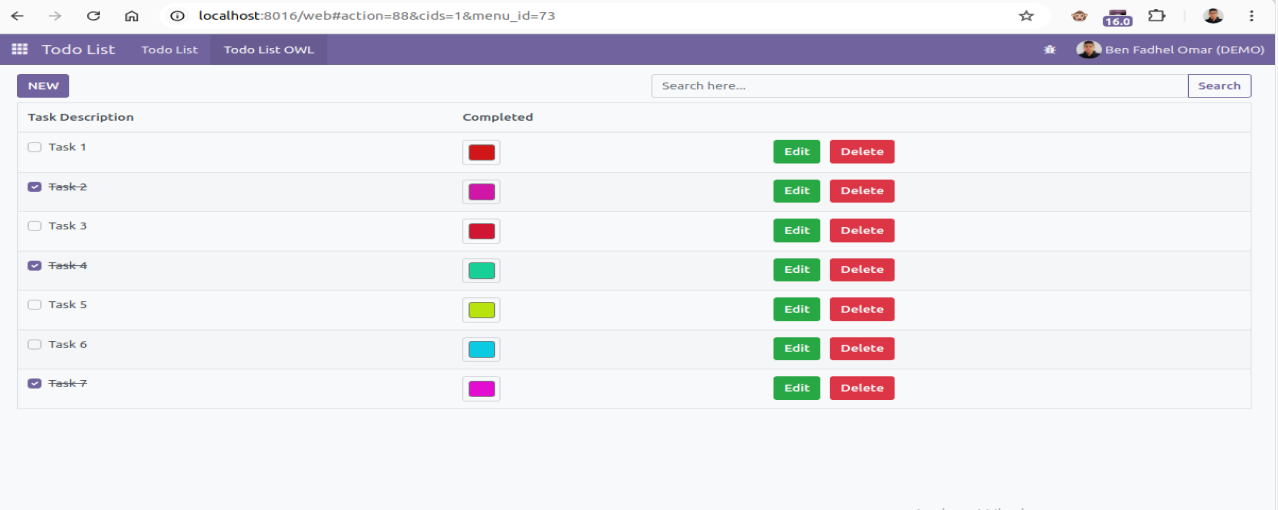 localhost:8016/web#action=88&cids=1&menu_id=73
16.0
Todo List Todo List Todo List OWL Ben Fadhel Omar (DEMO)
NEW Search here... Search
Task Description Completed
Task 1 Edit Delete
Task 2 Edit Delete
Task 3 Edit Delete
Task 4 Edit Delete
Task 5 Edit Delete
Task 6 Edit Delete
Task 7 Edit Delete